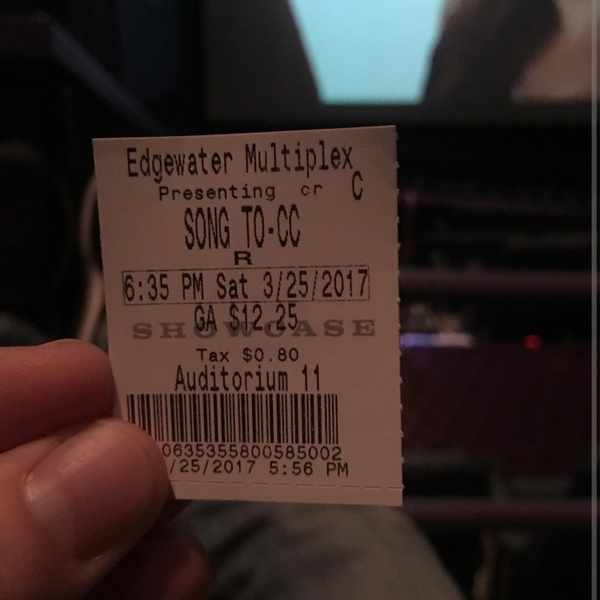 Edgewater Multiplex
Presenting cr C
SONG TO-CC
R
6:35 PM Sat 3/25/2017
GA $12.25
SHOWCASE
Tax $0.80
Auditorium 11
0635355800585002
/25/2017 5:56 PM